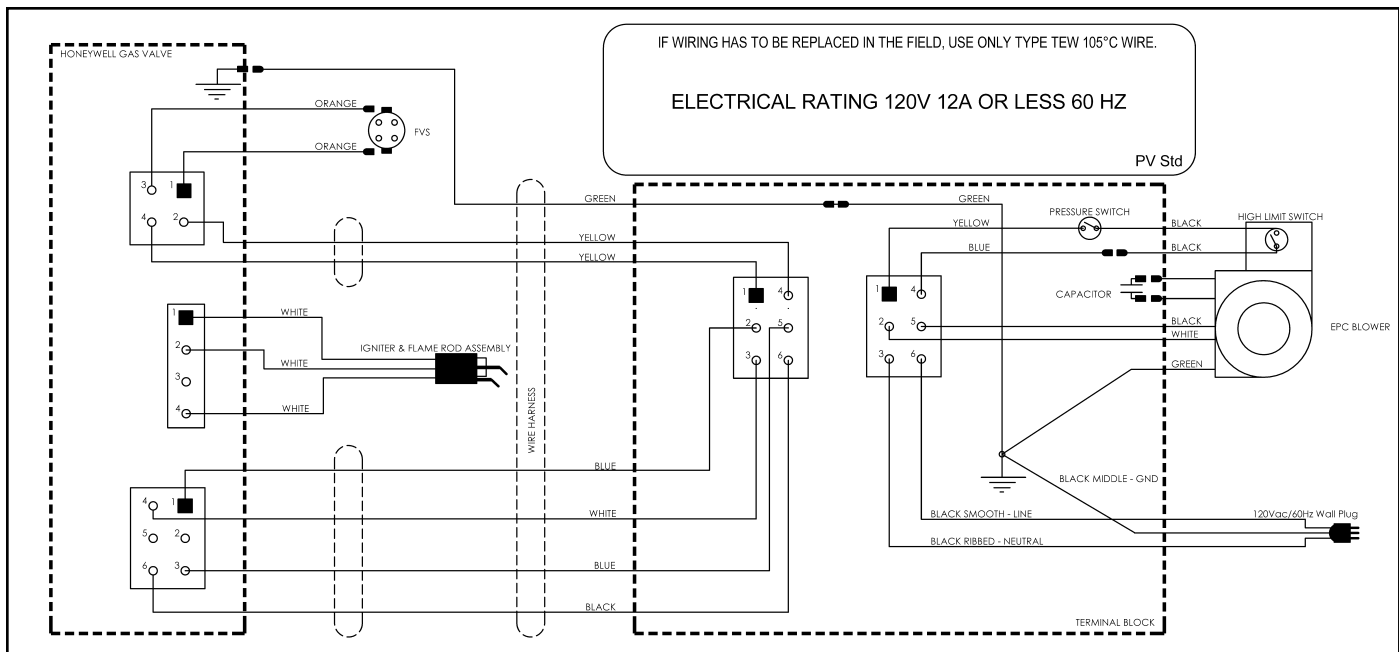 HONEYWELL GAS VALVE
IF WIRING HAS TO BE REPLACED IN THE FIELD, USE ONLY TYPE TEW 105°C WIRE.
ELECTRICAL RATING 120V 12A OR LESS 60 HZ
PV Std
ORANGE
FVS
ORANGE
3 1
4 2
GREEN
GREEN
YELLOW
YELLOW
YELLOW
PRESSURE SWITCH
BLACK
HIGH LIMIT SWITCH
BLUE
BLACK
1 4
2 5
3 6
1 4
2 5
3 6
CAPACITOR
BLACK
WHITE
EPC BLOWER
GREEN
1
2
3
4
WHITE
IGNITER & FLAME ROD ASSEMBLY
WHITE
WHITE
WIRE HARNESS
BLUE
BLACK MIDDLE - GND
4 1
5 2
6 3
WHITE
BLACK SMOOTH - LINE
120Vac/60Hz Wall Plug
BLACK RIBBED - NEUTRAL
BLUE
BLACK
TERMINAL BLOCK